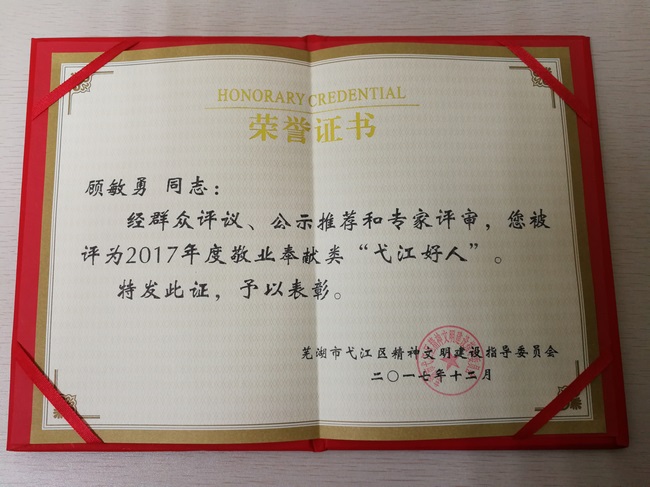 HONORARY CREDENTIAL
荣誉证书
顾敏勇 同志：
经群众评议、公示推荐和专家评审，您被
评为2017年度敬业奉献类“弋江好人”。
特发此证，予以表彰。
芜湖市弋江区精神文明建设指导委员会
二〇一七年十二月